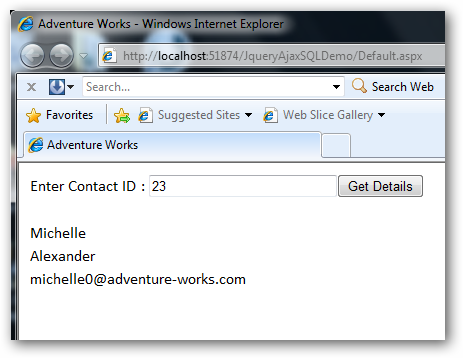 Adventure Works - Windows Internet Explorer
http://localhost:51874/JqueryAjaxSQLDemo/Default.aspx
Search... Search Web
Favorites Suggested Sites Web Slice Gallery
Adventure Works
Enter Contact ID : 23 Get Details
Michelle
Alexander
michelle0@adventure-works.com